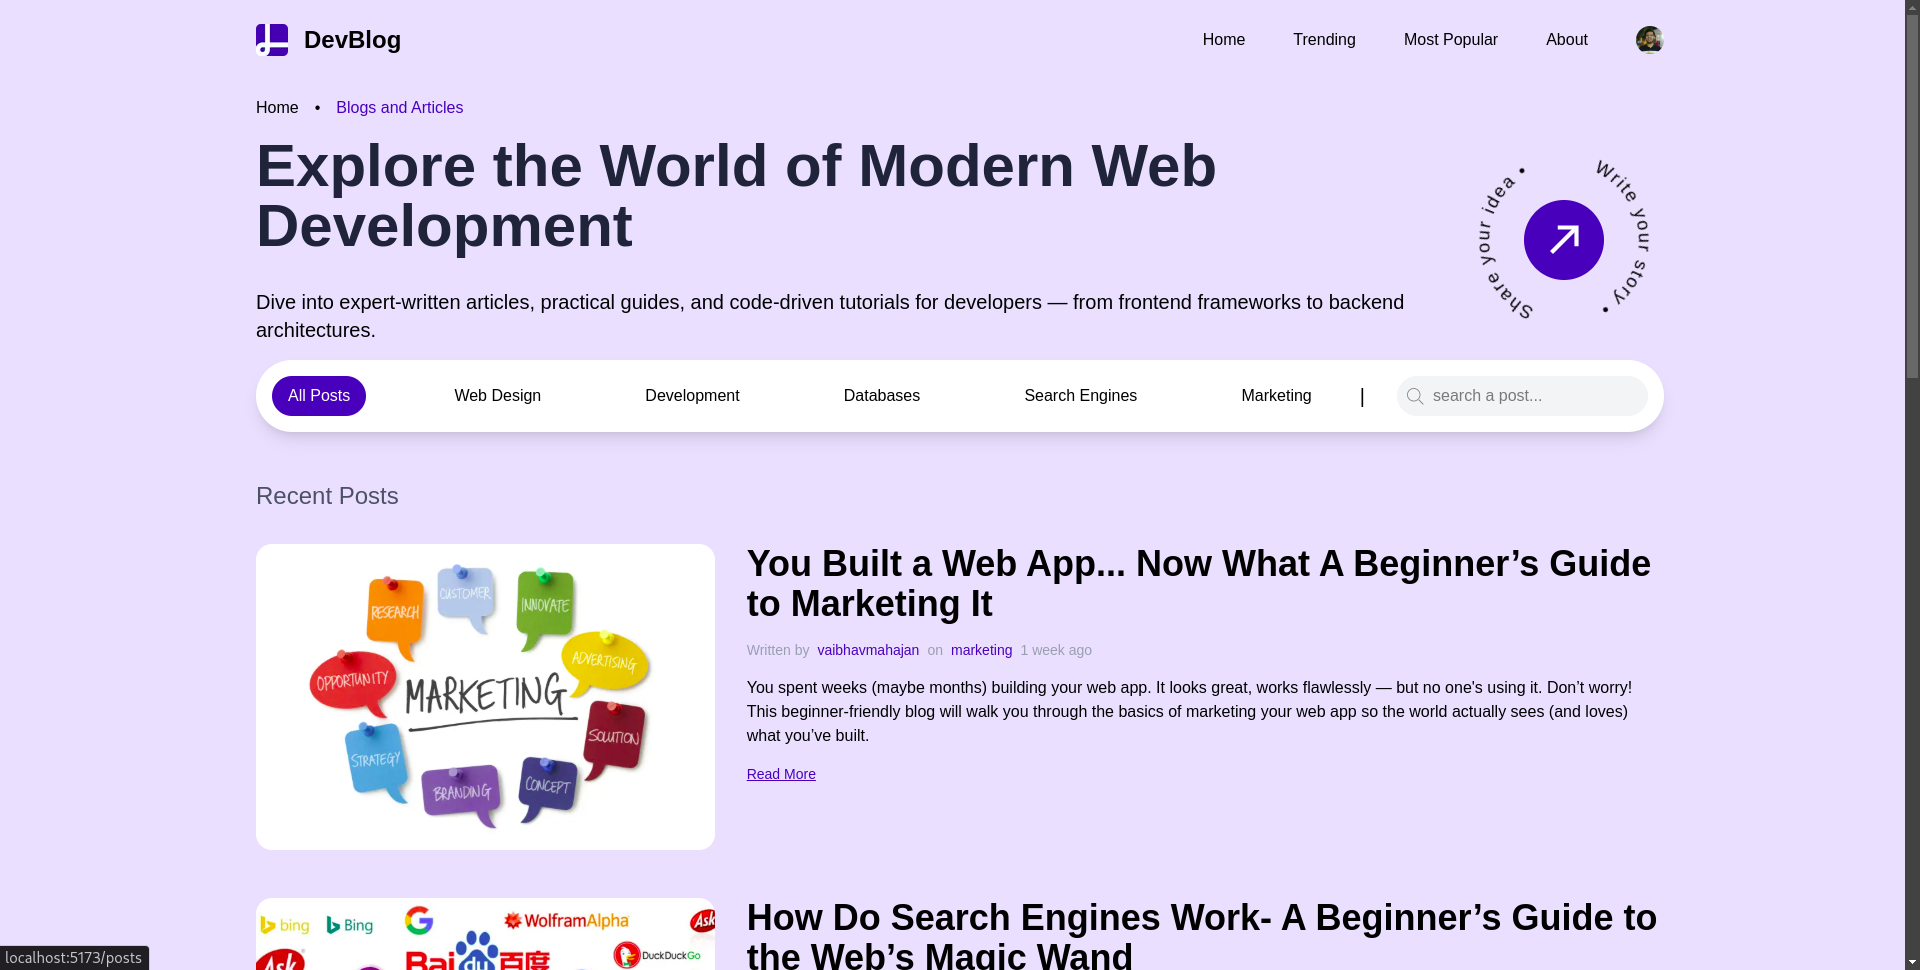 DevBlog
Home
Trending
Most Popular
About
Home • Blogs and Articles
Explore the World of Modern Web
Development
Write your story •
Share your idea •
Dive into expert-written articles, practical guides, and code-driven tutorials for developers — from frontend frameworks to backend
architectures.
All Posts
Web Design
Development
Databases
Search Engines
Marketing
|
search a post...
Recent Posts
RESEARCH
CUSTOMER
INNOVATE
ADVERTISING
OPPORTUNITY
MARKETING
SOLUTION
STRATEGY
BRANDING
CONCEPT
You Built a Web App... Now What A Beginner’s Guide
to Marketing It
Written by vaibhavmahajan on marketing 1 week ago
You spent weeks (maybe months) building your web app. It looks great, works flawlessly — but no one's using it. Don’t worry!
This beginner-friendly blog will walk you through the basics of marketing your web app so the world actually sees (and loves)
what you’ve built.
Read More
bing
Bing
G
WolframAlpha
Ask
Ask
Bai du 百度
DuckDuckGo
How Do Search Engines Work- A Beginner’s Guide to
the Web’s Magic Wand
localhost:5173/posts